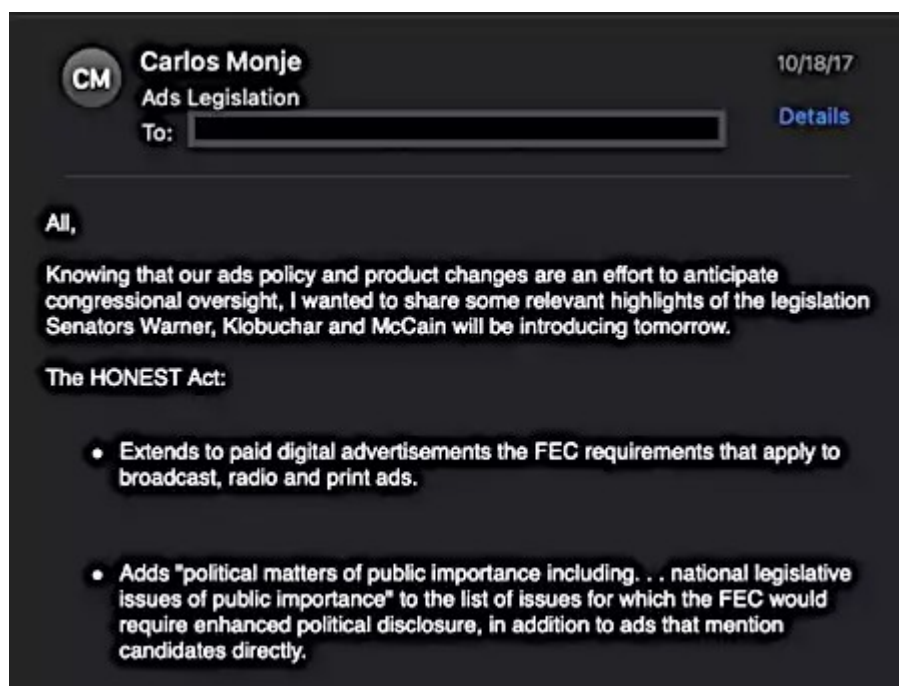 CM
Carlos Monje
10/18/17
Ads Legislation
Details
To:
All,
Knowing that our ads policy and product changes are an effort to anticipate
congressional oversight, I wanted to share some relevant highlights of the legislation
Senators Warner, Klobuchar and McCain will be introducing tomorrow.
The HONEST Act:
• Extends to paid digital advertisements the FEC requirements that apply to
broadcast, radio and print ads.
• Adds "political matters of public importance including. . . national legislative
issues of public importance" to the list of issues for which the FEC would
require enhanced political disclosure, in addition to ads that mention
candidates directly.